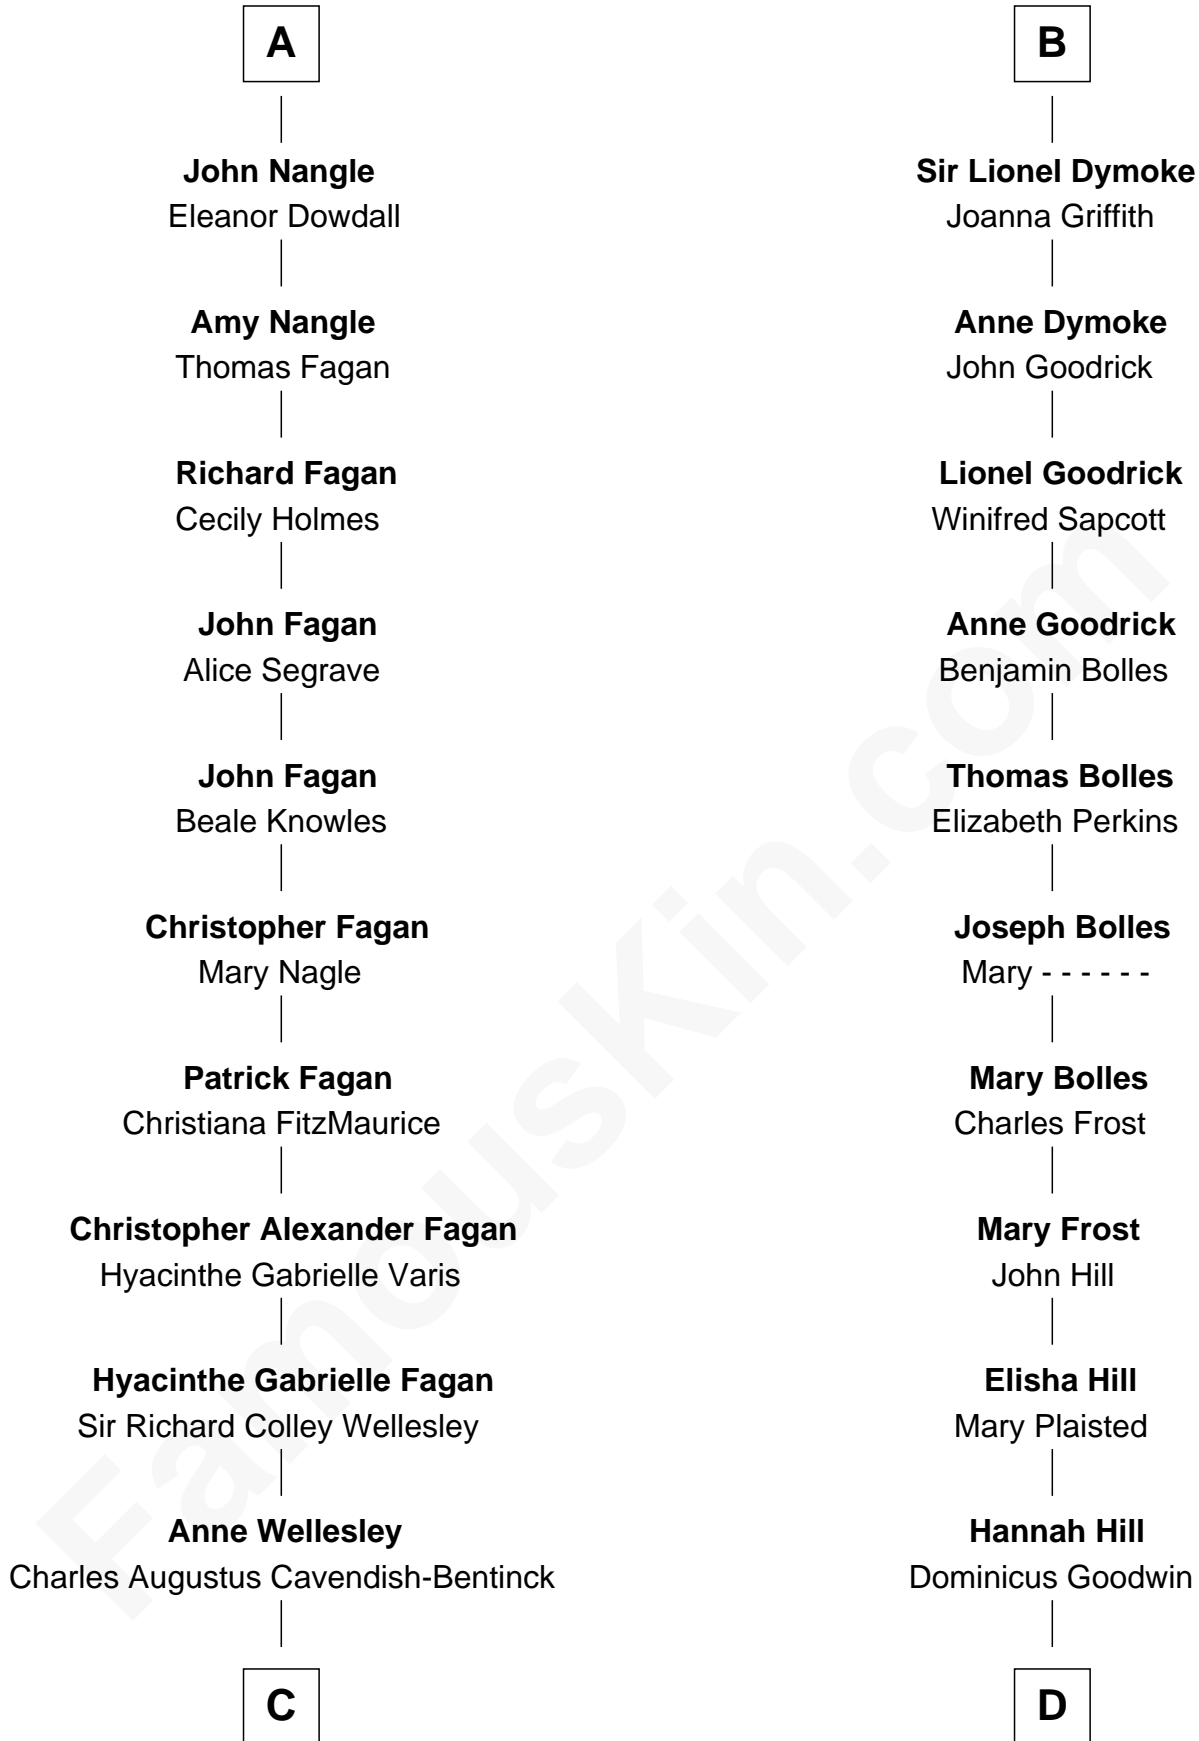 A
John Nangle
Eleanor Dowdall
Amy Nangle
Thomas Fagan
Richard Fagan
Cecily Holmes
John Fagan
Alice Segrave
John Fagan
Beale Knowles
Christopher Fagan
Mary Nagle
Patrick Fagan
Christiana FitzMaurice
Christopher Alexander Fagan
Hyacinthe Gabrielle Varis
Hyacinthe Gabrielle Fagan
Sir Richard Colley Wellesley
Anne Wellesley
Charles Augustus Cavendish-Bentinck
C
B
Sir Lionel Dymoke
Joanna Griffith
Anne Dymoke
John Goodrick
Lionel Goodrick
Winifred Sapcott
Anne Goodrick
Benjamin Bolles
Thomas Bolles
Elizabeth Perkins
Joseph Bolles
Mary - - - - - -
Mary Bolles
Charles Frost
Mary Frost
John Hill
Elisha Hill
Mary Plaisted
Hannah Hill
Dominicus Goodwin
D
FamousKin.com